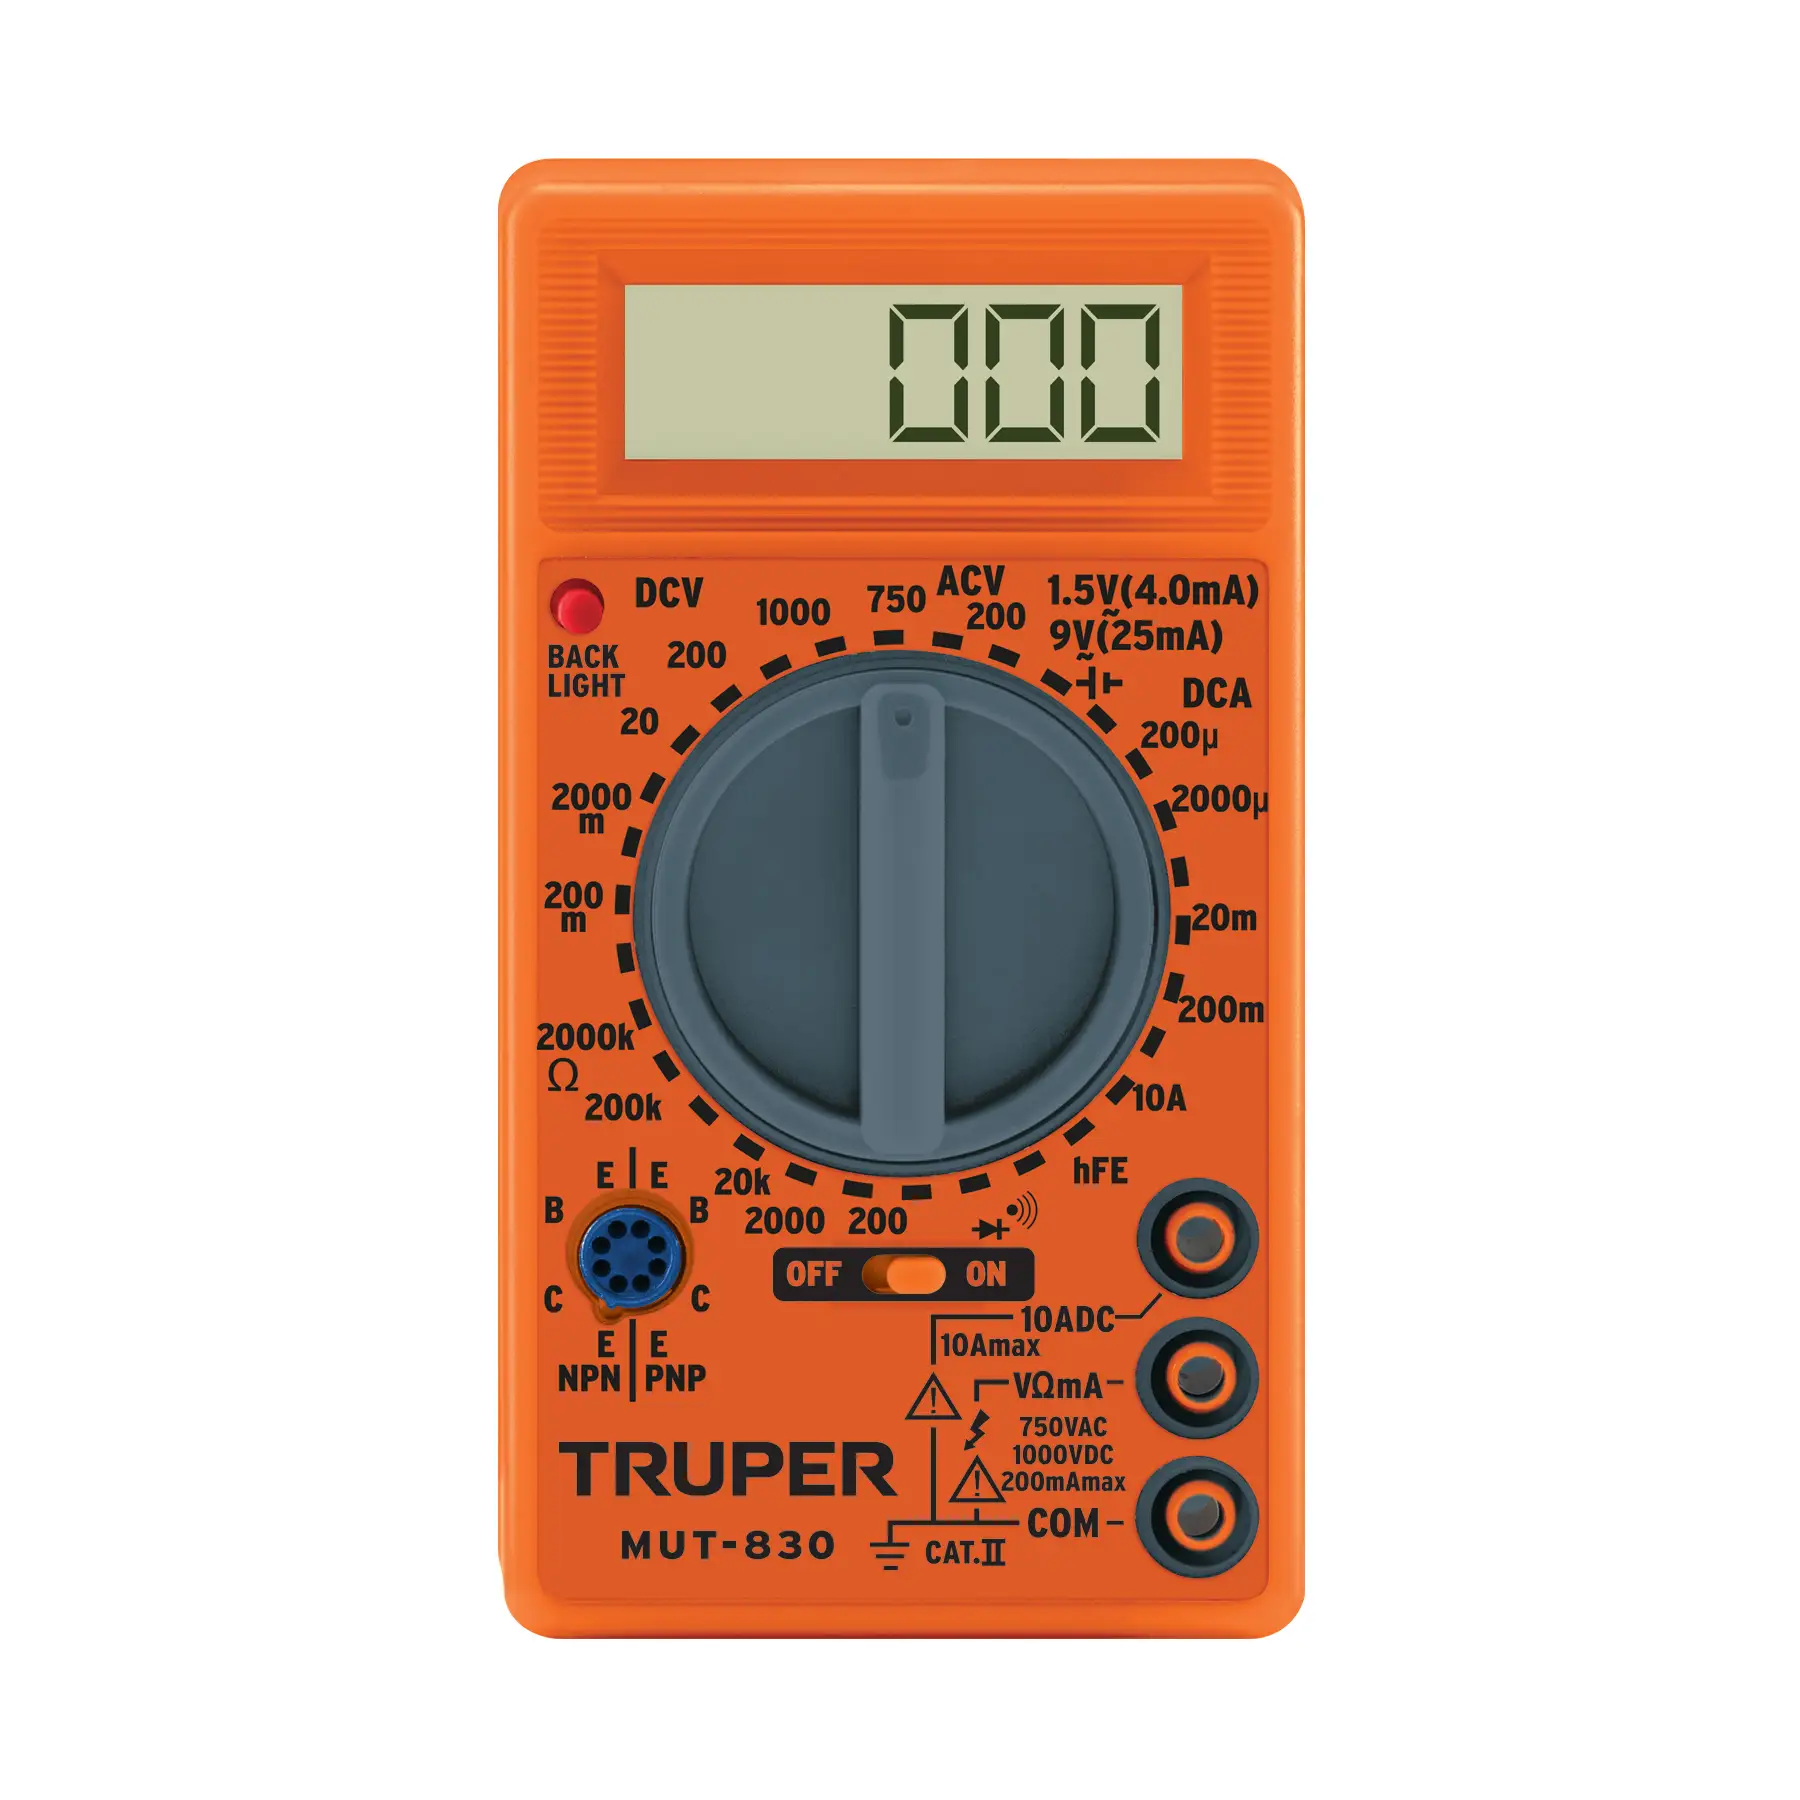 000
DCV
1000
750
ACV
200
1.5V(4.0mA)
9V(25mA)
BACK
LIGHT
200
20
2000
m
200
m
DCA
200µ
2000µ
20m
200m
10A
hFE
2000k
Ω
200k
20k
2000
200
OFF
ON
E E
B B
C C
E E
NPN PNP
10ADC
10Amax
VΩmA
750VAC
1000VDC
200mAmax
COM
CAT.II
TRUPER
MUT-830